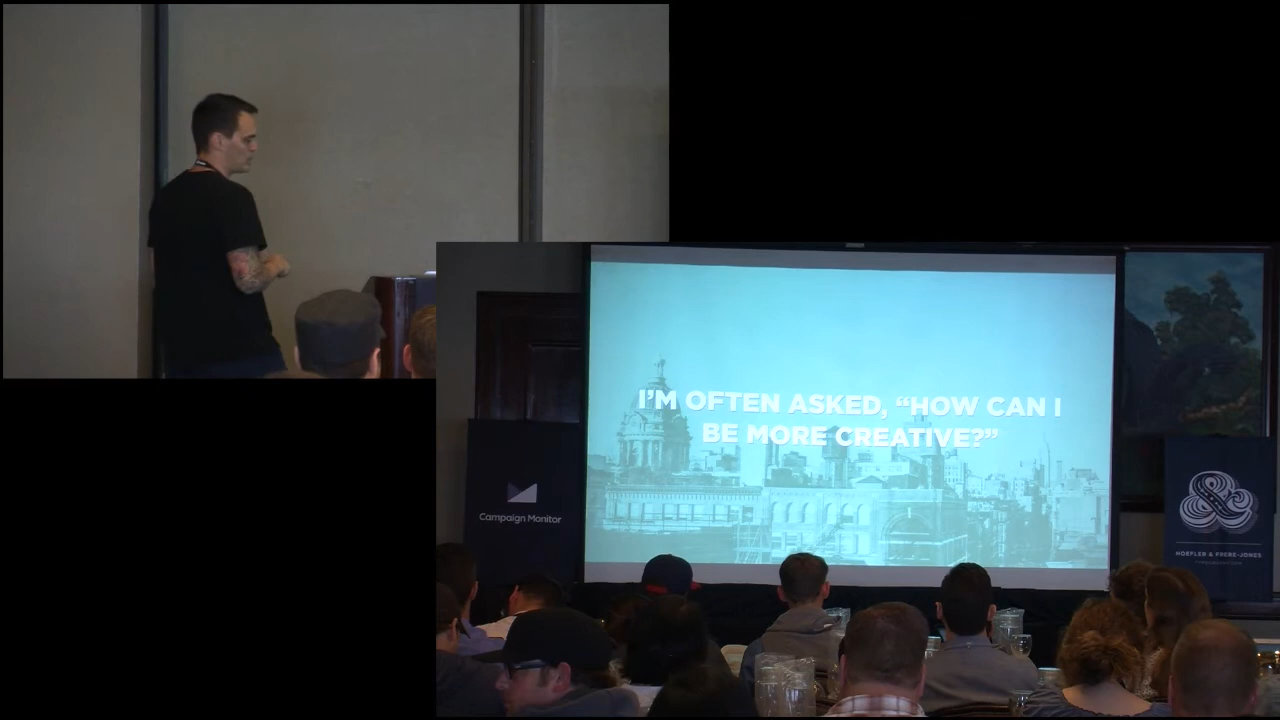 I’M OFTEN ASKED, “HOW CAN I
BE MORE CREATIVE?”
Campaign Monitor
&
HOEFLER & FRERE-JONES